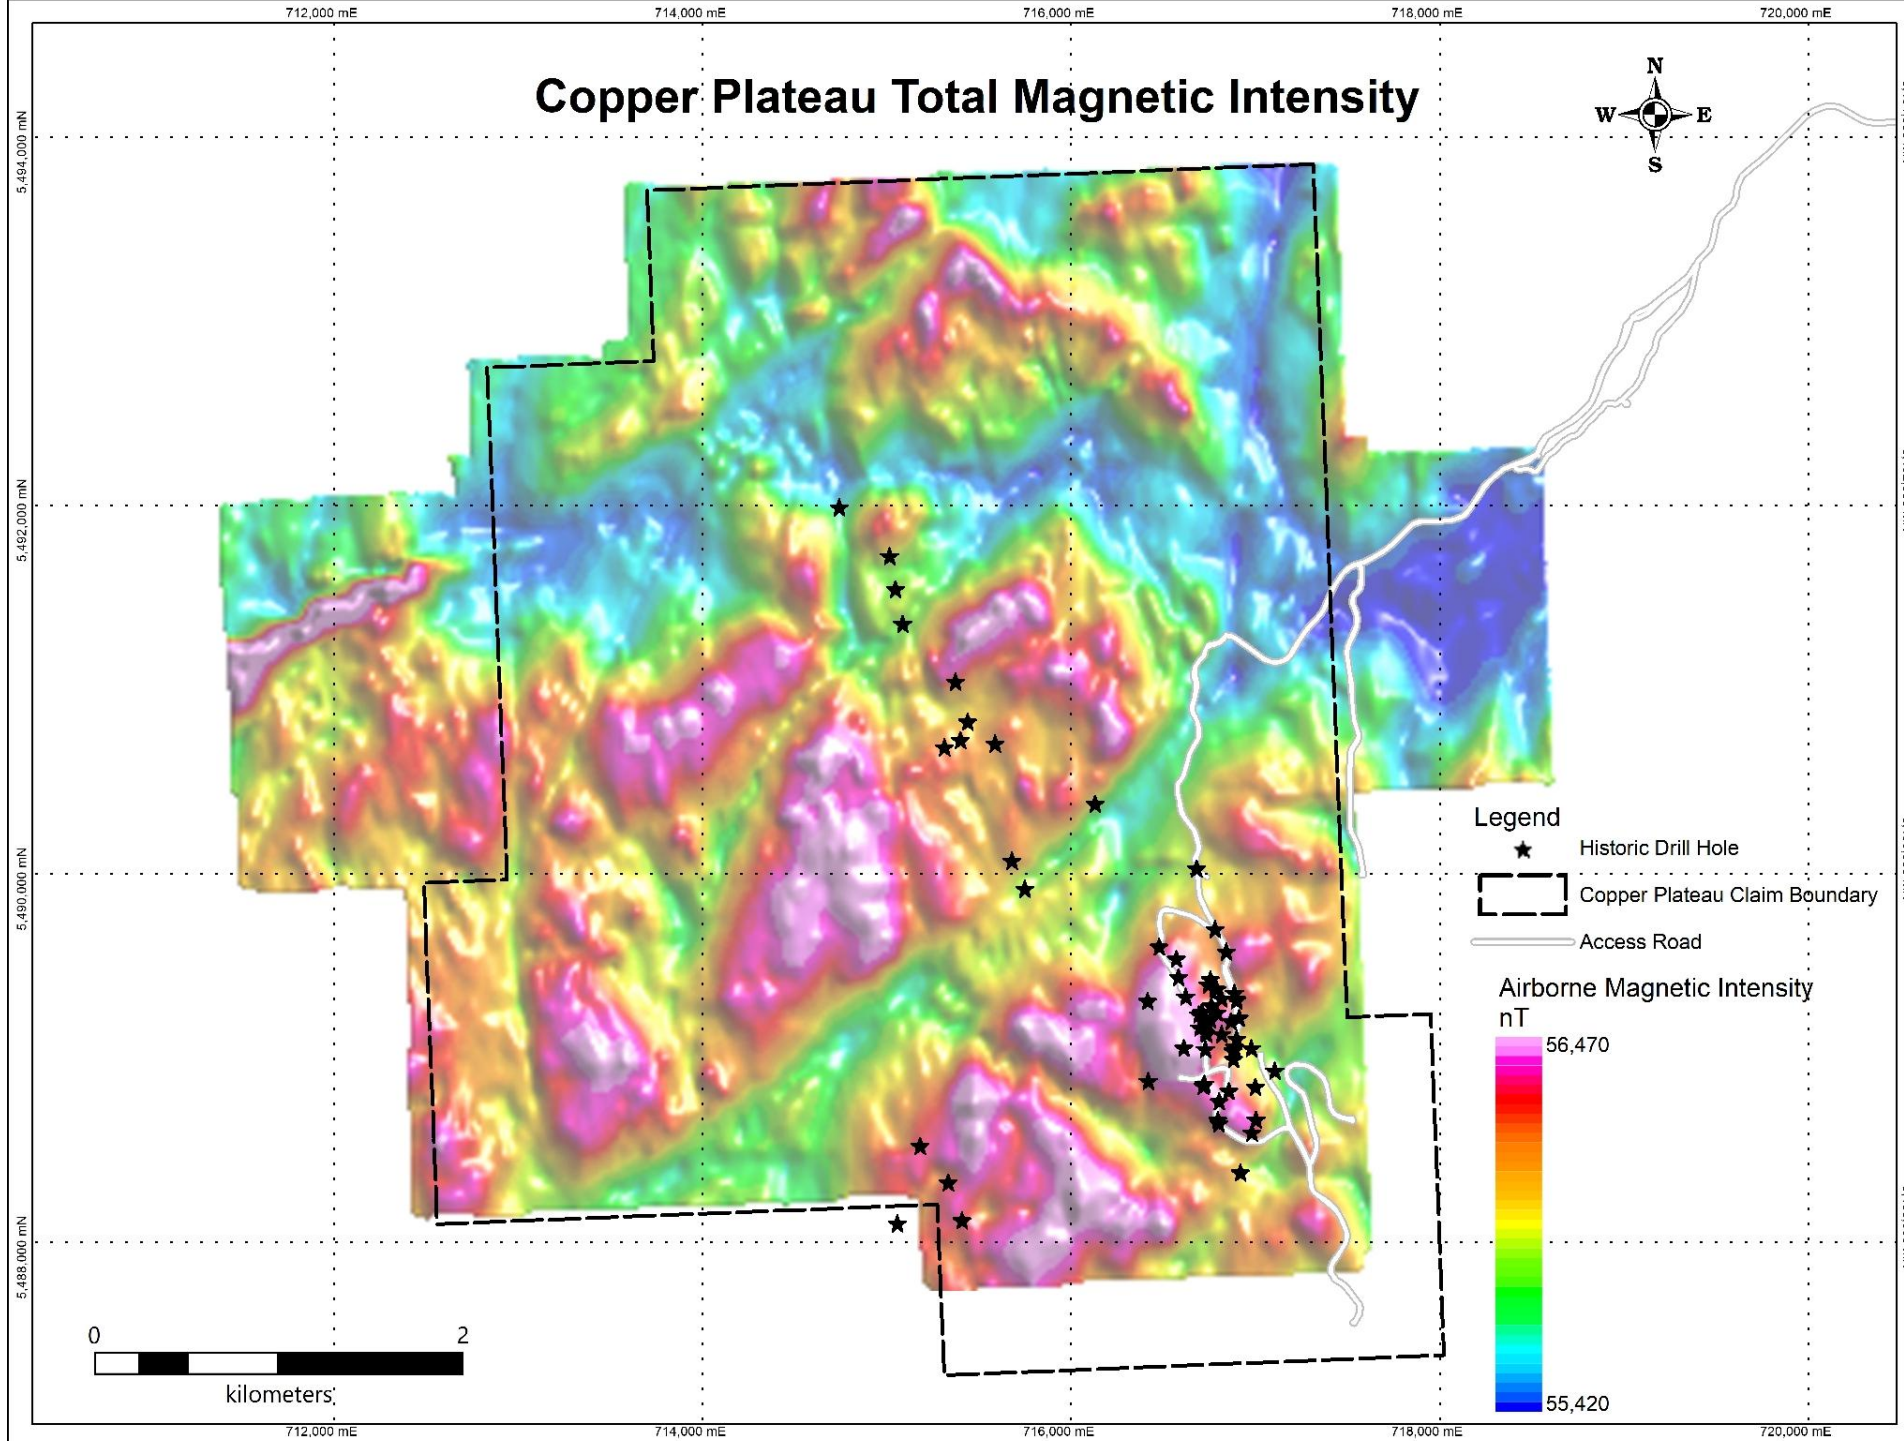 712,000 mE 714,000 mE 716,000 mE 718,000 mE 720,000 mE
Copper Plateau Total Magnetic Intensity
N
W E
S
5,494,000 mN
5,492,000 mN
5,490,000 mN
5,488,000 mN
Legend
Historic Drill Hole
Copper Plateau Claim Boundary
Access Road
Airborne Magnetic Intensity
nT
56,470
55,420
0 2
kilometers
712,000 mE 714,000 mE 716,000 mE 718,000 mE 720,000 mE